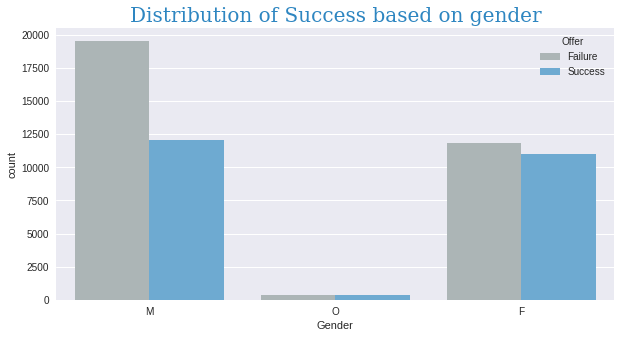 Distribution of Success based on gender
20000
17500
15000
12500
10000
7500
5000
2500
0
count
Offer
Failure
Success
M
O
F
Gender